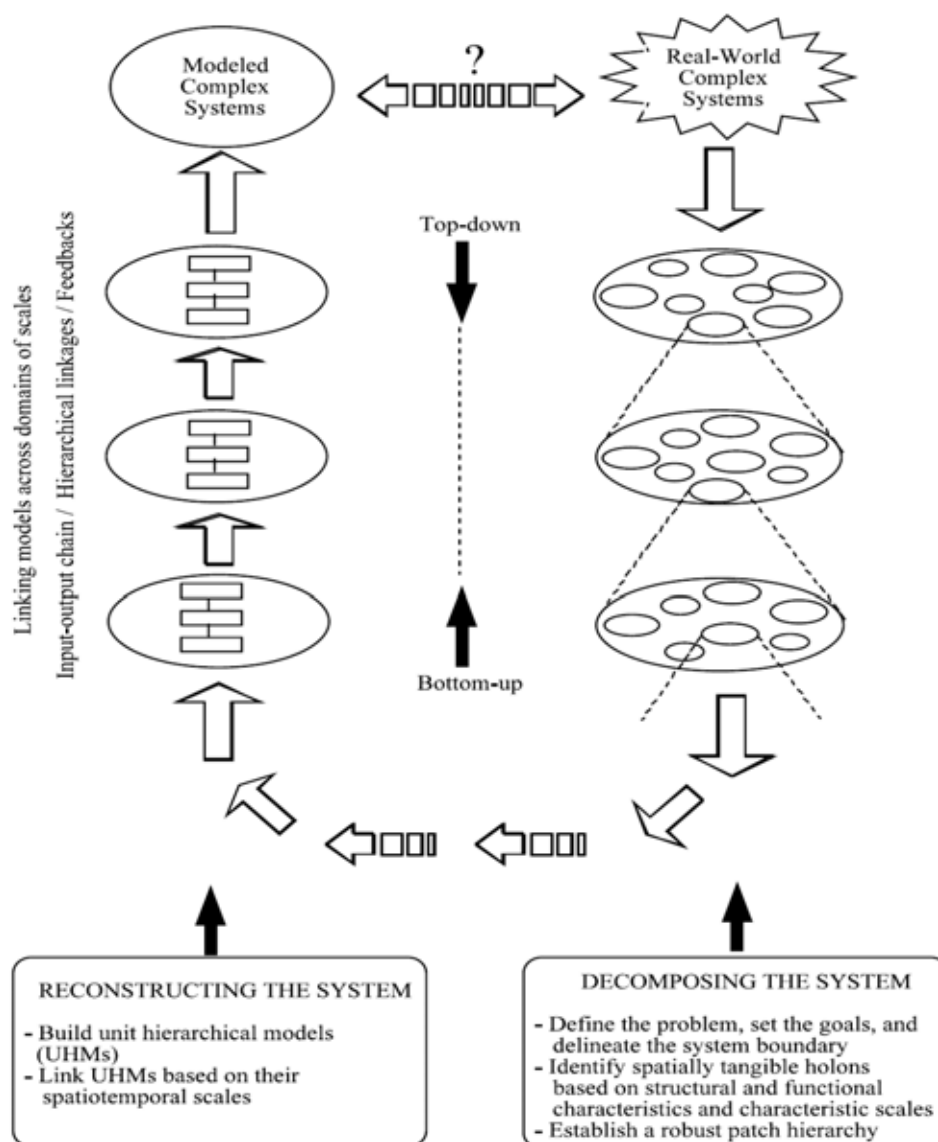 Modeled
Complex
Systems
?
Real-World
Complex
Systems
Top-down
Linking models across domains of scales
Input-output chain / Hierarchical linkages / Feedbacks
Bottom-up
RECONSTRUCTING THE SYSTEM
- Build unit hierarchical models
(UHMs)
- Link UHMs based on their
spatiotemporal scales
DECOMPOSING THE SYSTEM
- Define the problem, set the goals, and
delineate the system boundary
- Identify spatially tangible holons
based on structural and functional
characteristics and characteristic scales
- Establish a robust patch hierarchy